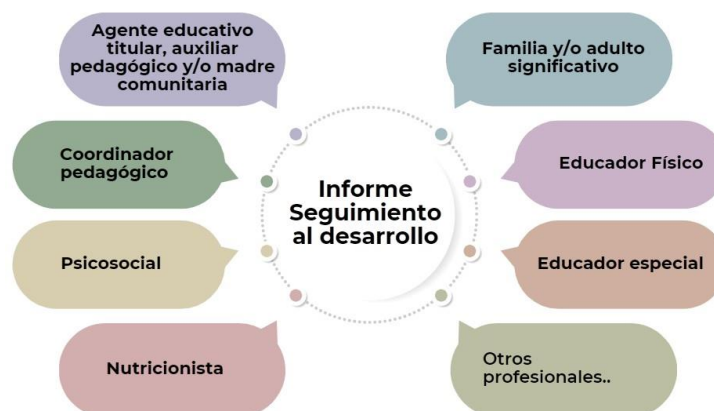 Agente educativo
titular, auxiliar
pedagógico y/o madre
comunitaria
Familia y/o adulto
significativo
Coordinador
pedagógico
Educador Físico
Informe
Seguimiento
al desarrollo
Psicosocial
Educador especial
Nutricionista
Otros
profesionales..